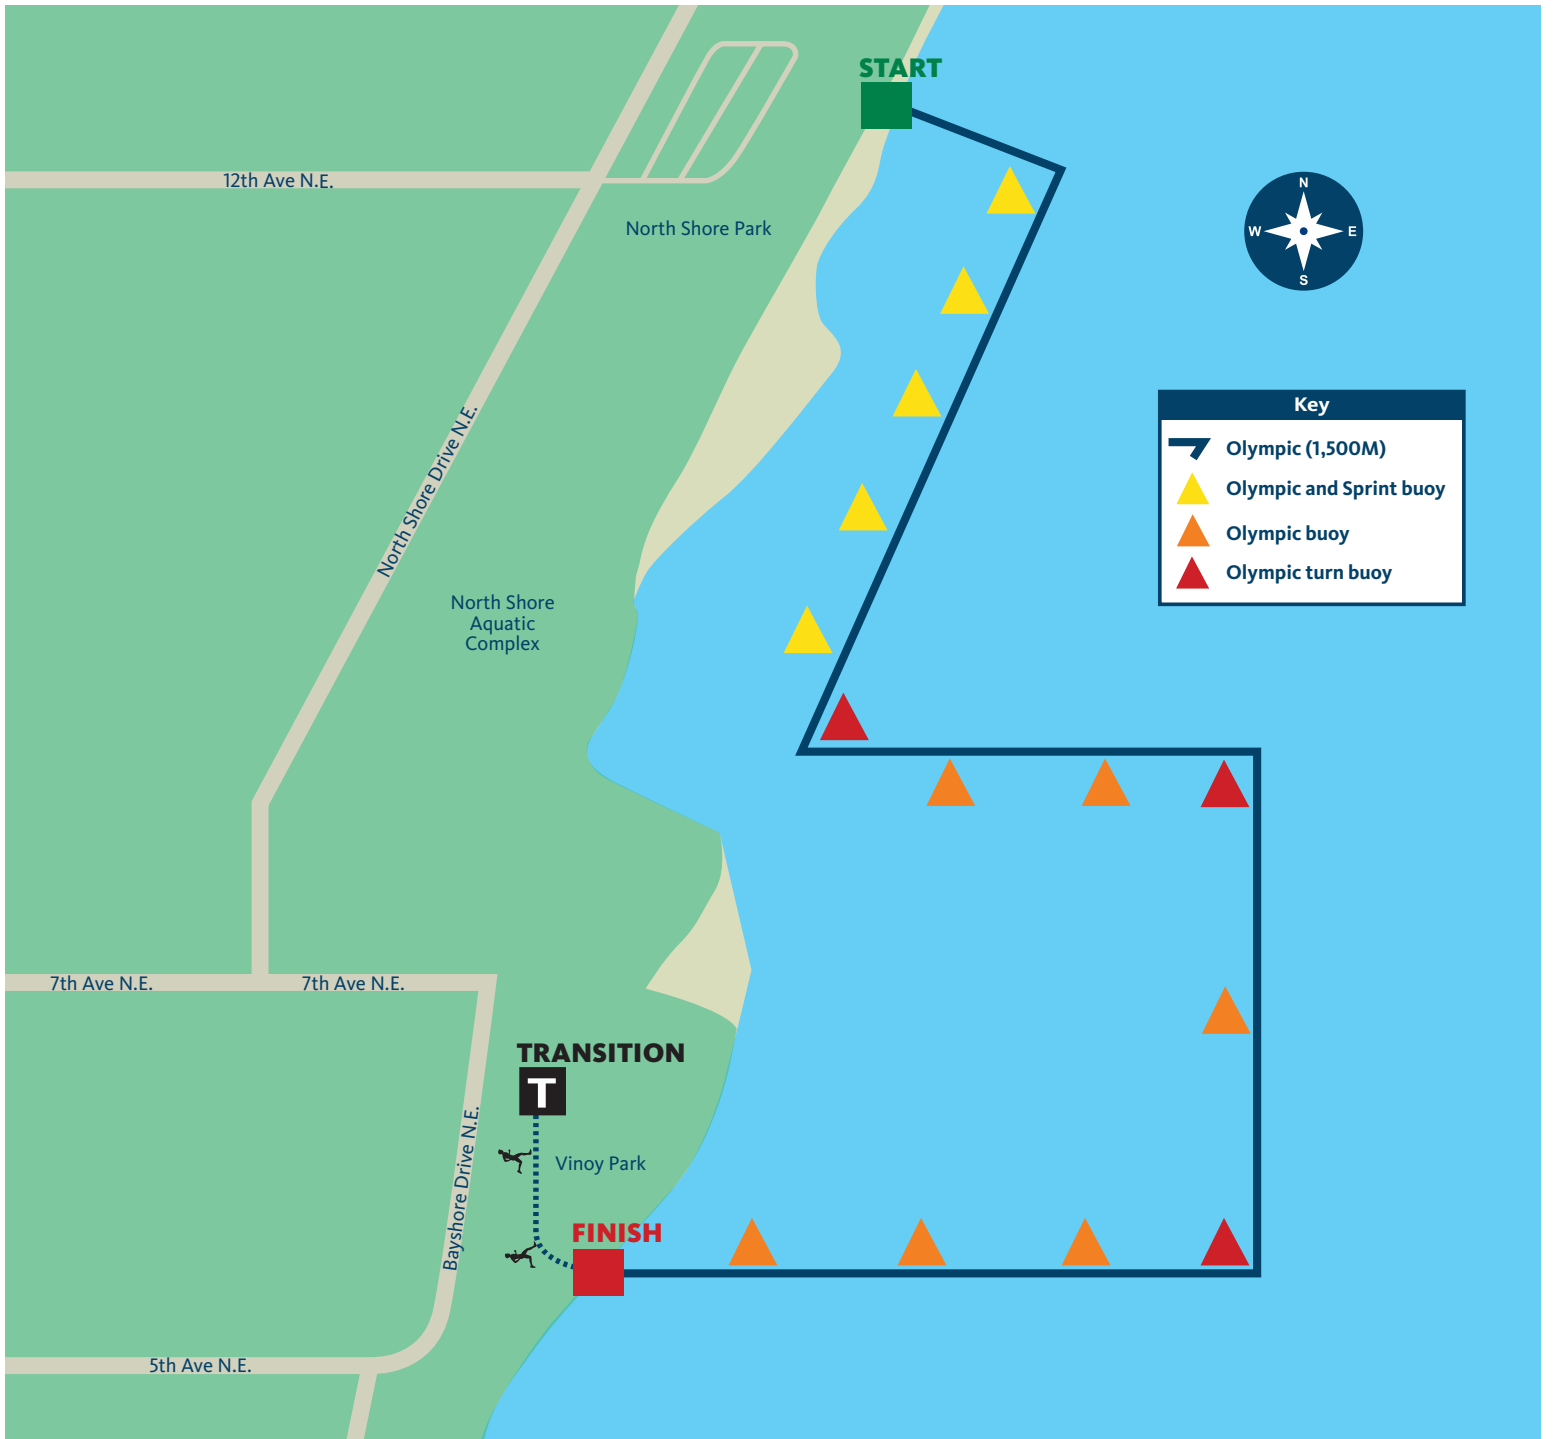 START
12th Ave N.E.
North Shore Park
N
W
E
S
North Shore Drive N.E.
Key
Olympic (1,500M)
Olympic and Sprint buoy
Olympic buoy
Olympic turn buoy
North Shore
Aquatic
Complex
7th Ave N.E.
7th Ave N.E.
TRANSITION
T
Bayshore Drive N.E.
Vinoy Park
FINISH
5th Ave N.E.